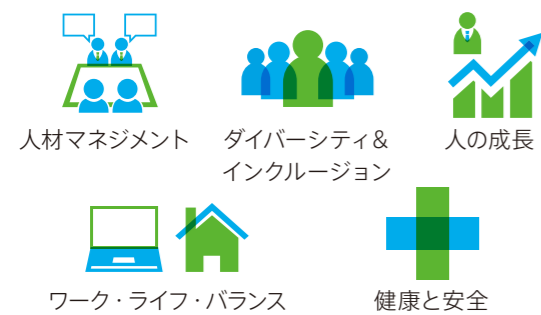 人材マネジメント
ダイバーシティ&
インクルージョン
人の成長
ワーク・ライフ・バランス
健康と安全